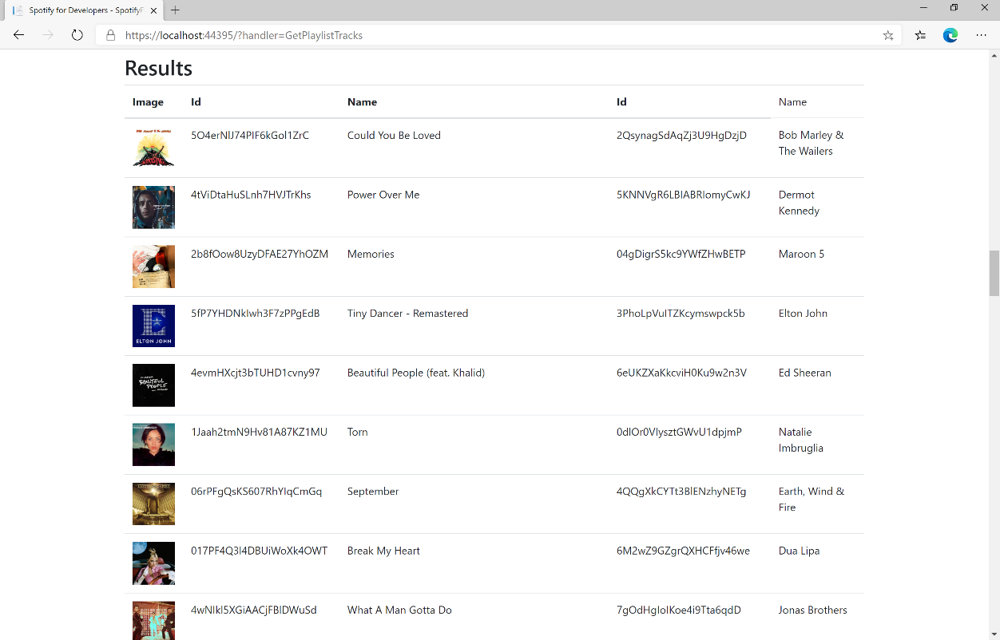 Spotify for Developers - SpotifyF
https://localhost:44395/?handler=GetPlaylistTracks
Results
Image Id Name Id Name
5O4erNlJ74PIF6kGol1ZrC Could You Be Loved 2QsynagSdAqZj3U9HgDzjD Bob Marley &
The Wailers
4tViDtaHuSLnh7HVJTrKhs Power Over Me 5KNNVgR6LBIABRIomyCwKJ Dermot
Kennedy
2b8fOow8UzyDFAE27YhOZM Memories 04gDigrS5kc9YWfZHwBETP Maroon 5
ELTON JOHN
5fP7YHDNkIwh3F7zPPgEdB Tiny Dancer - Remastered 3PhoLpVuITZKcymswpck5b Elton John
BEAUTIFUL
PEOPLE
4evmHXcjt3bTUHD1cvny97 Beautiful People (feat. Khalid) 6eUKZXaKkcviH0Ku9w2n3V Ed Sheeran
1Jaah2tmN9Hv81A87KZ1MU Torn 0dlOr0VIysztGWvU1dpjmP Natalie
Imbruglia
06rPFgQsKS607RhYIqCmGq September 4QQgXkCYTt3BlENzhyNETg Earth, Wind &
Fire
017PF4Q3l4DBUiWoXk4OWT Break My Heart 6M2wZ9GZgrQXHCFfjv46we Dua Lipa
4wNIkl5XGiAACjFBlDWuSd What A Man Gotta Do 7gOdHgIoIKoe4i9Tta6qdD Jonas Brothers